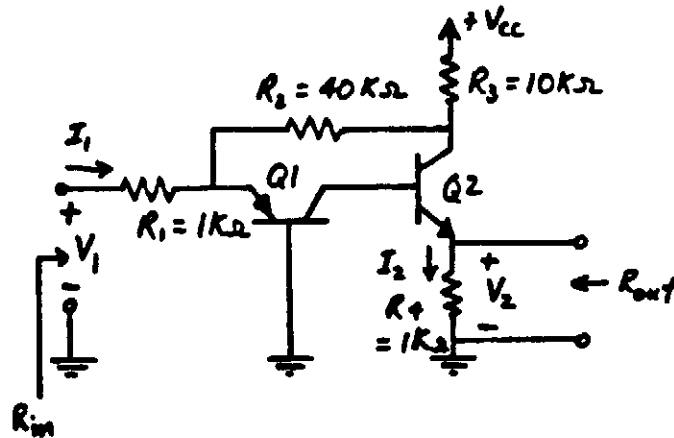 +Vcc
R2 = 40KΩ
R3 = 10KΩ
I1
Q1
Q2
R1 = 1KΩ
+
V1
-
I2
+
V2
-
R4
= 1KΩ
Rout
Rin